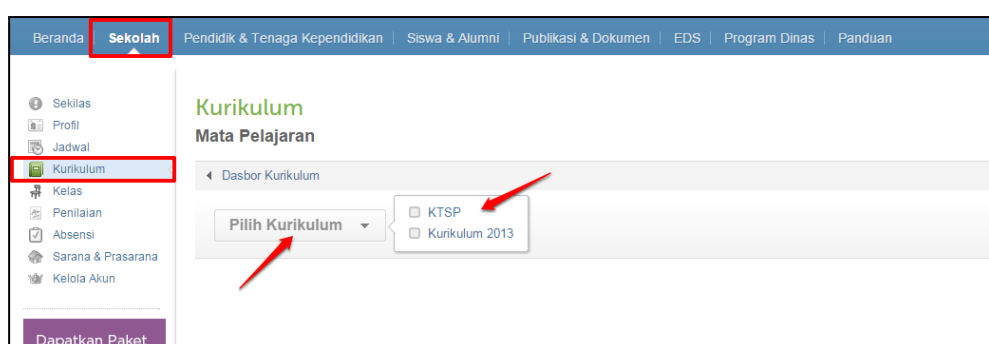 Beranda | Sekolah | Pendidik & Tenaga Kependidikan | Siswa & Alumni | Publikasi & Dokumen | EDS | Program Dinas | Panduan
Sekilas
Profil
Jadwal
Kurikulum
Kelas
Penilaian
Absensi
Sarana & Prasarana
Kelola Akun
Dapatkan Paket
Kurikulum
Mata Pelajaran
Dasbor Kurikulum
Pilih Kurikulum
KTSP
Kurikulum 2013